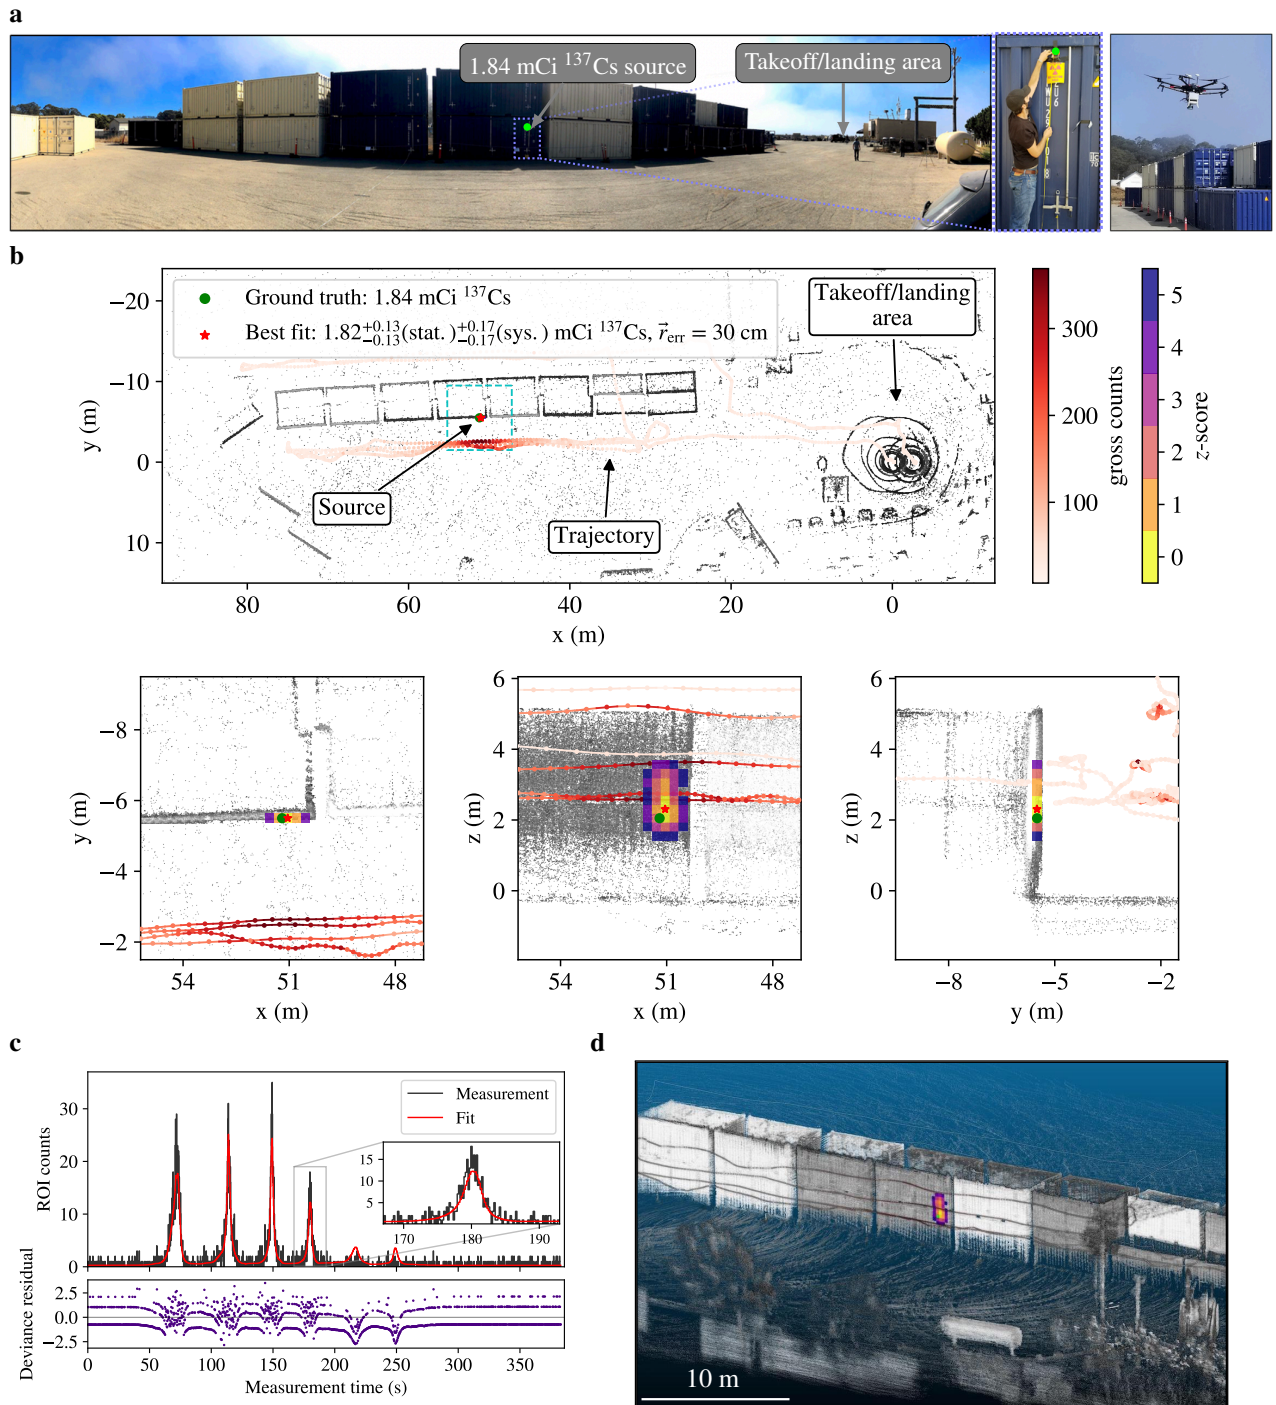 a
1.84 mCi ¹³⁷Cs source
Takeoff/landing area
b
Ground truth: 1.84 mCi ¹³⁷Cs
Best fit: 1.82⁺⁰·¹³₋₀.₁₃(stat.)⁺⁰·¹⁷₋₀.₁₇(sys.) mCi ¹³⁷Cs, r⃗err = 30 cm
Takeoff/landing
area
Source
Trajectory
−20
−10
0
10
y (m)
80 60 40 20 0
x (m)
300
200
100
gross counts
5
4
3
2
1
0
z-score
−8
−6
−4
−2
y (m)
54 51 48
x (m)
6
4
2
0
z (m)
54 51 48
x (m)
6
4
2
0
z (m)
−8 −5 −2
y (m)
c
Measurement
Fit
30
20
10
0
ROI counts
15
10
5
170 180 190
2.5
0.0
−2.5
Deviance residual
0 50 100 150 200 250 300 350
Measurement time (s)
d
10 m